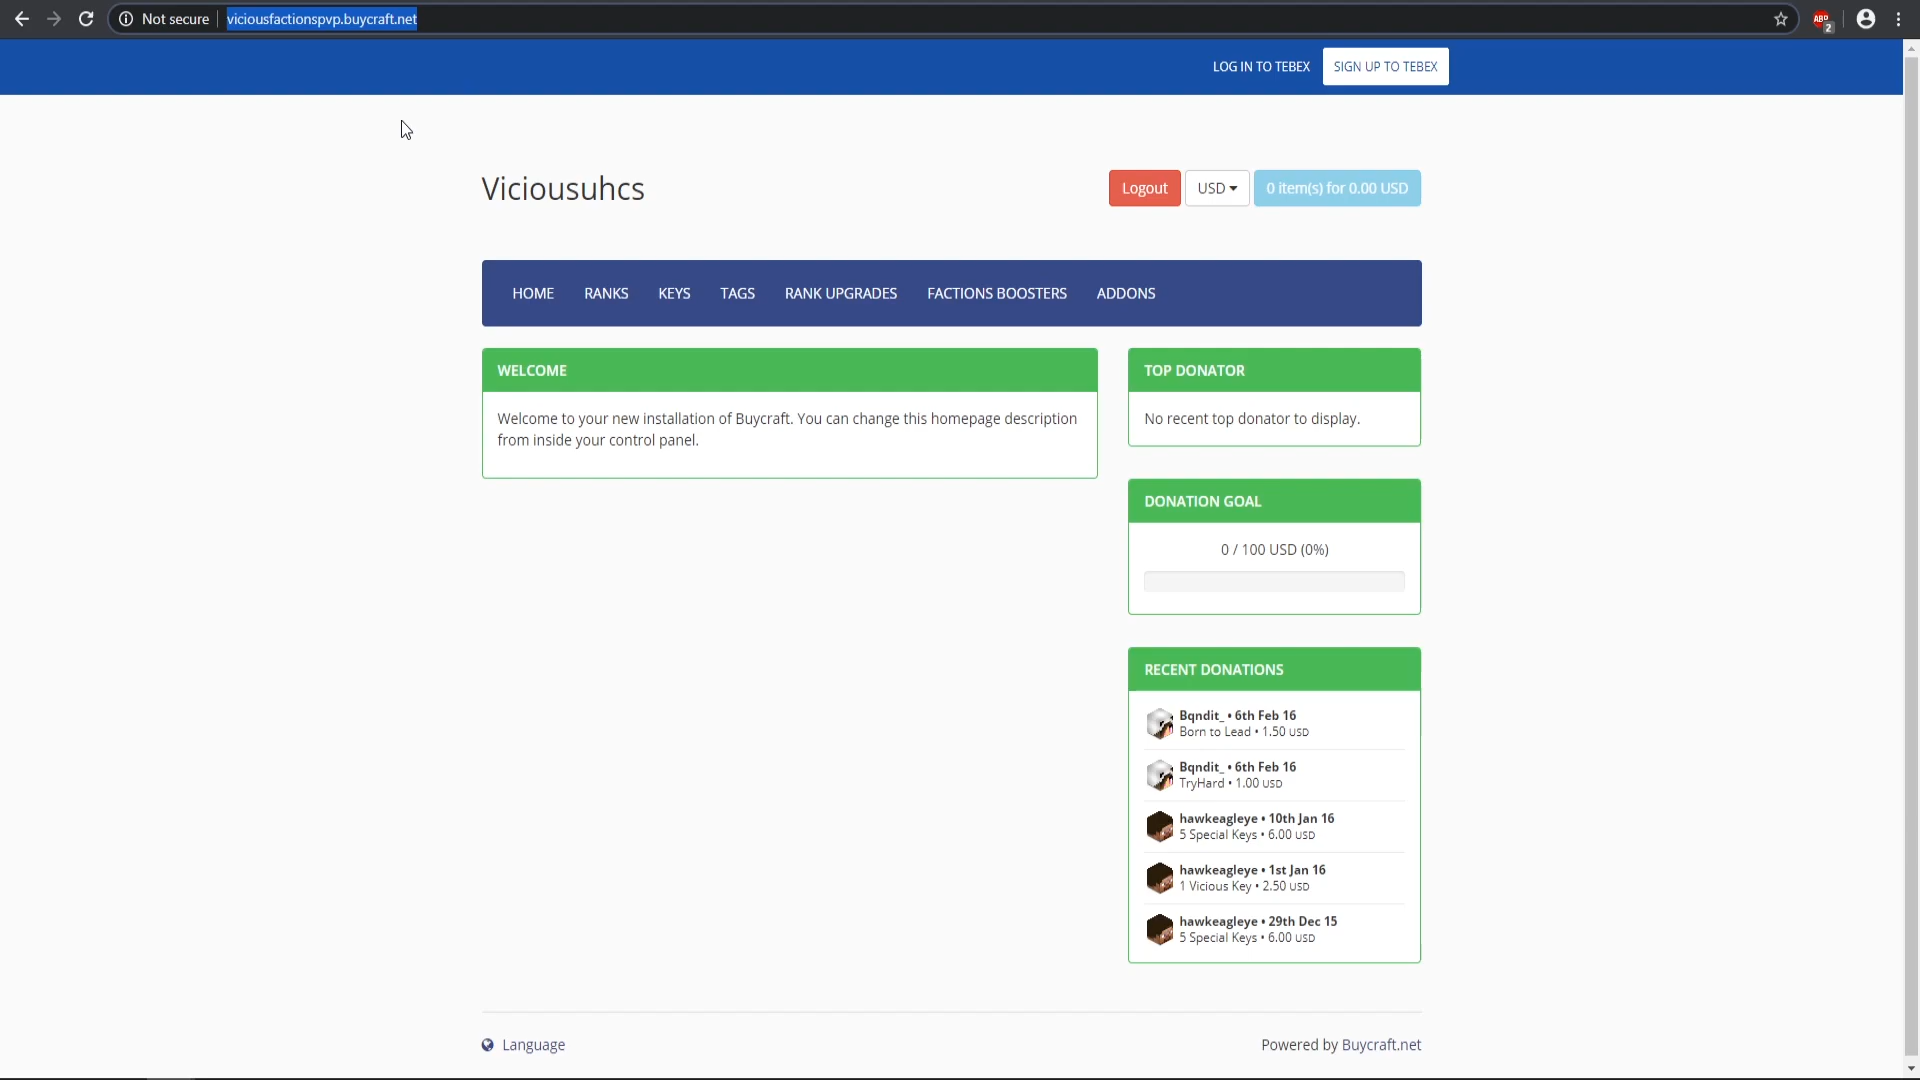 Not secure
viciousfactionspvp.buycraft.net
ABP
2
LOG IN TO TEBEX
SIGN UP TO TEBEX
Viciousuhcs
Logout
USD
0 item(s) for 0.00 USD
HOME
RANKS
KEYS
TAGS
RANK UPGRADES
FACTIONS BOOSTERS
ADDONS
WELCOME
Welcome to your new installation of Buycraft. You can change this homepage description
from inside your control panel.
TOP DONATOR
No recent top donator to display.
DONATION GOAL
0 / 100 USD (0%)
RECENT DONATIONS
Bqndit_ • 6th Feb 16
Born to Lead • 1.50 USD
Bqndit_ • 6th Feb 16
TryHard • 1.00 USD
hawkeagleye • 10th Jan 16
5 Special Keys • 6.00 USD
hawkeagleye • 1st Jan 16
1 Vicious Key • 2.50 USD
hawkeagleye • 29th Dec 15
5 Special Keys • 6.00 USD
Language
Powered by Buycraft.net